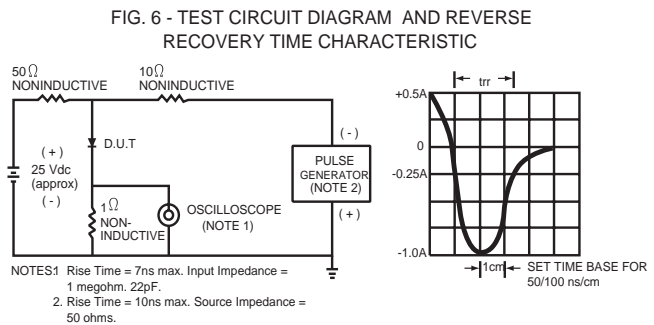 FIG. 6 - TEST CIRCUIT DIAGRAM AND REVERSE
RECOVERY TIME CHARACTERISTIC
50Ω
NONINDUCTIVE
10Ω
NONINDUCTIVE
D.U.T
( + )
25 Vdc
(approx)
( - )
1Ω
NON-
INDUCTIVE
OSCILLOSCOPE
(NOTE 1)
( - )
PULSE
GENERATOR
(NOTE 2)
( + )
trr
+0.5A
0
-0.25A
-1.0A
1cm
SET TIME BASE FOR
50/100 ns/cm
NOTES1 Rise Time = 7ns max. Input Impedance =
1 megohm. 22pF.
2. Rise Time = 10ns max. Source Impedance =
50 ohms.